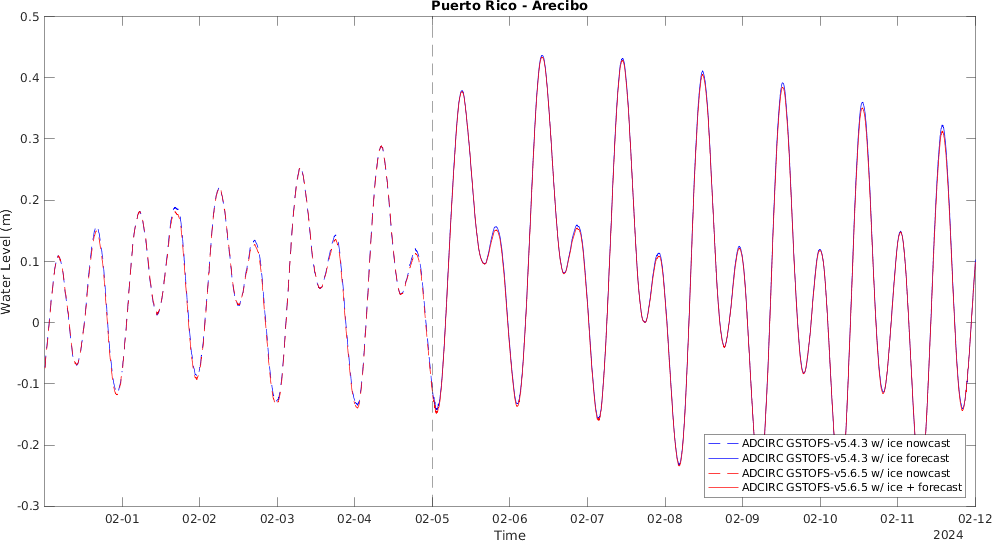 Puerto Rico - Arecibo
0.5
0.4
0.3
0.2
0.1
0
-0.1
-0.2
-0.3
Water Level (m)
ADCIRC GSTOFS-v5.4.3 w/ ice nowcast
ADCIRC GSTOFS-v5.4.3 w/ ice forecast
ADCIRC GSTOFS-v5.6.5 w/ ice nowcast
ADCIRC GSTOFS-v5.6.5 w/ ice + forecast
02-01 02-02 02-03 02-04 02-05 02-06 02-07 02-08 02-09 02-10 02-11 02-12
Time
2024